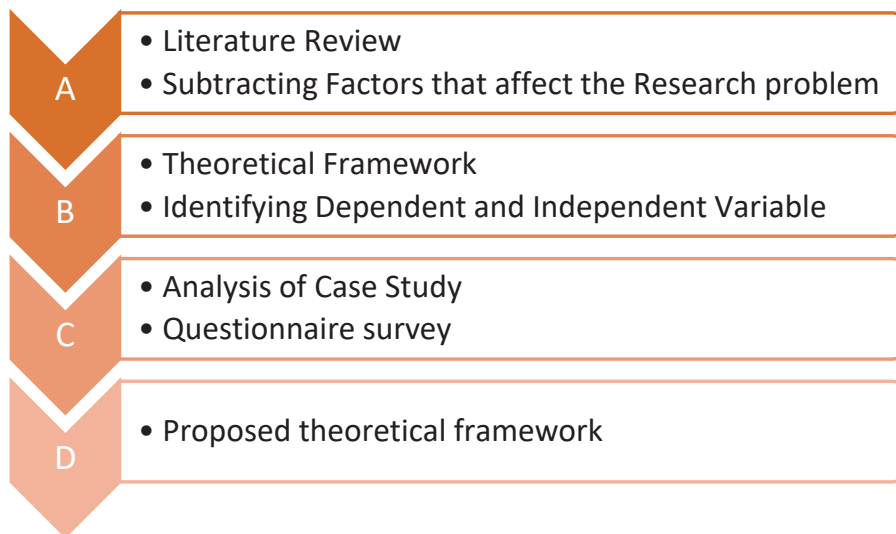 A
• Literature Review
• Subtracting Factors that affect the Research problem
B
• Theoretical Framework
• Identifying Dependent and Independent Variable
C
• Analysis of Case Study
• Questionnaire survey
D
• Proposed theoretical framework